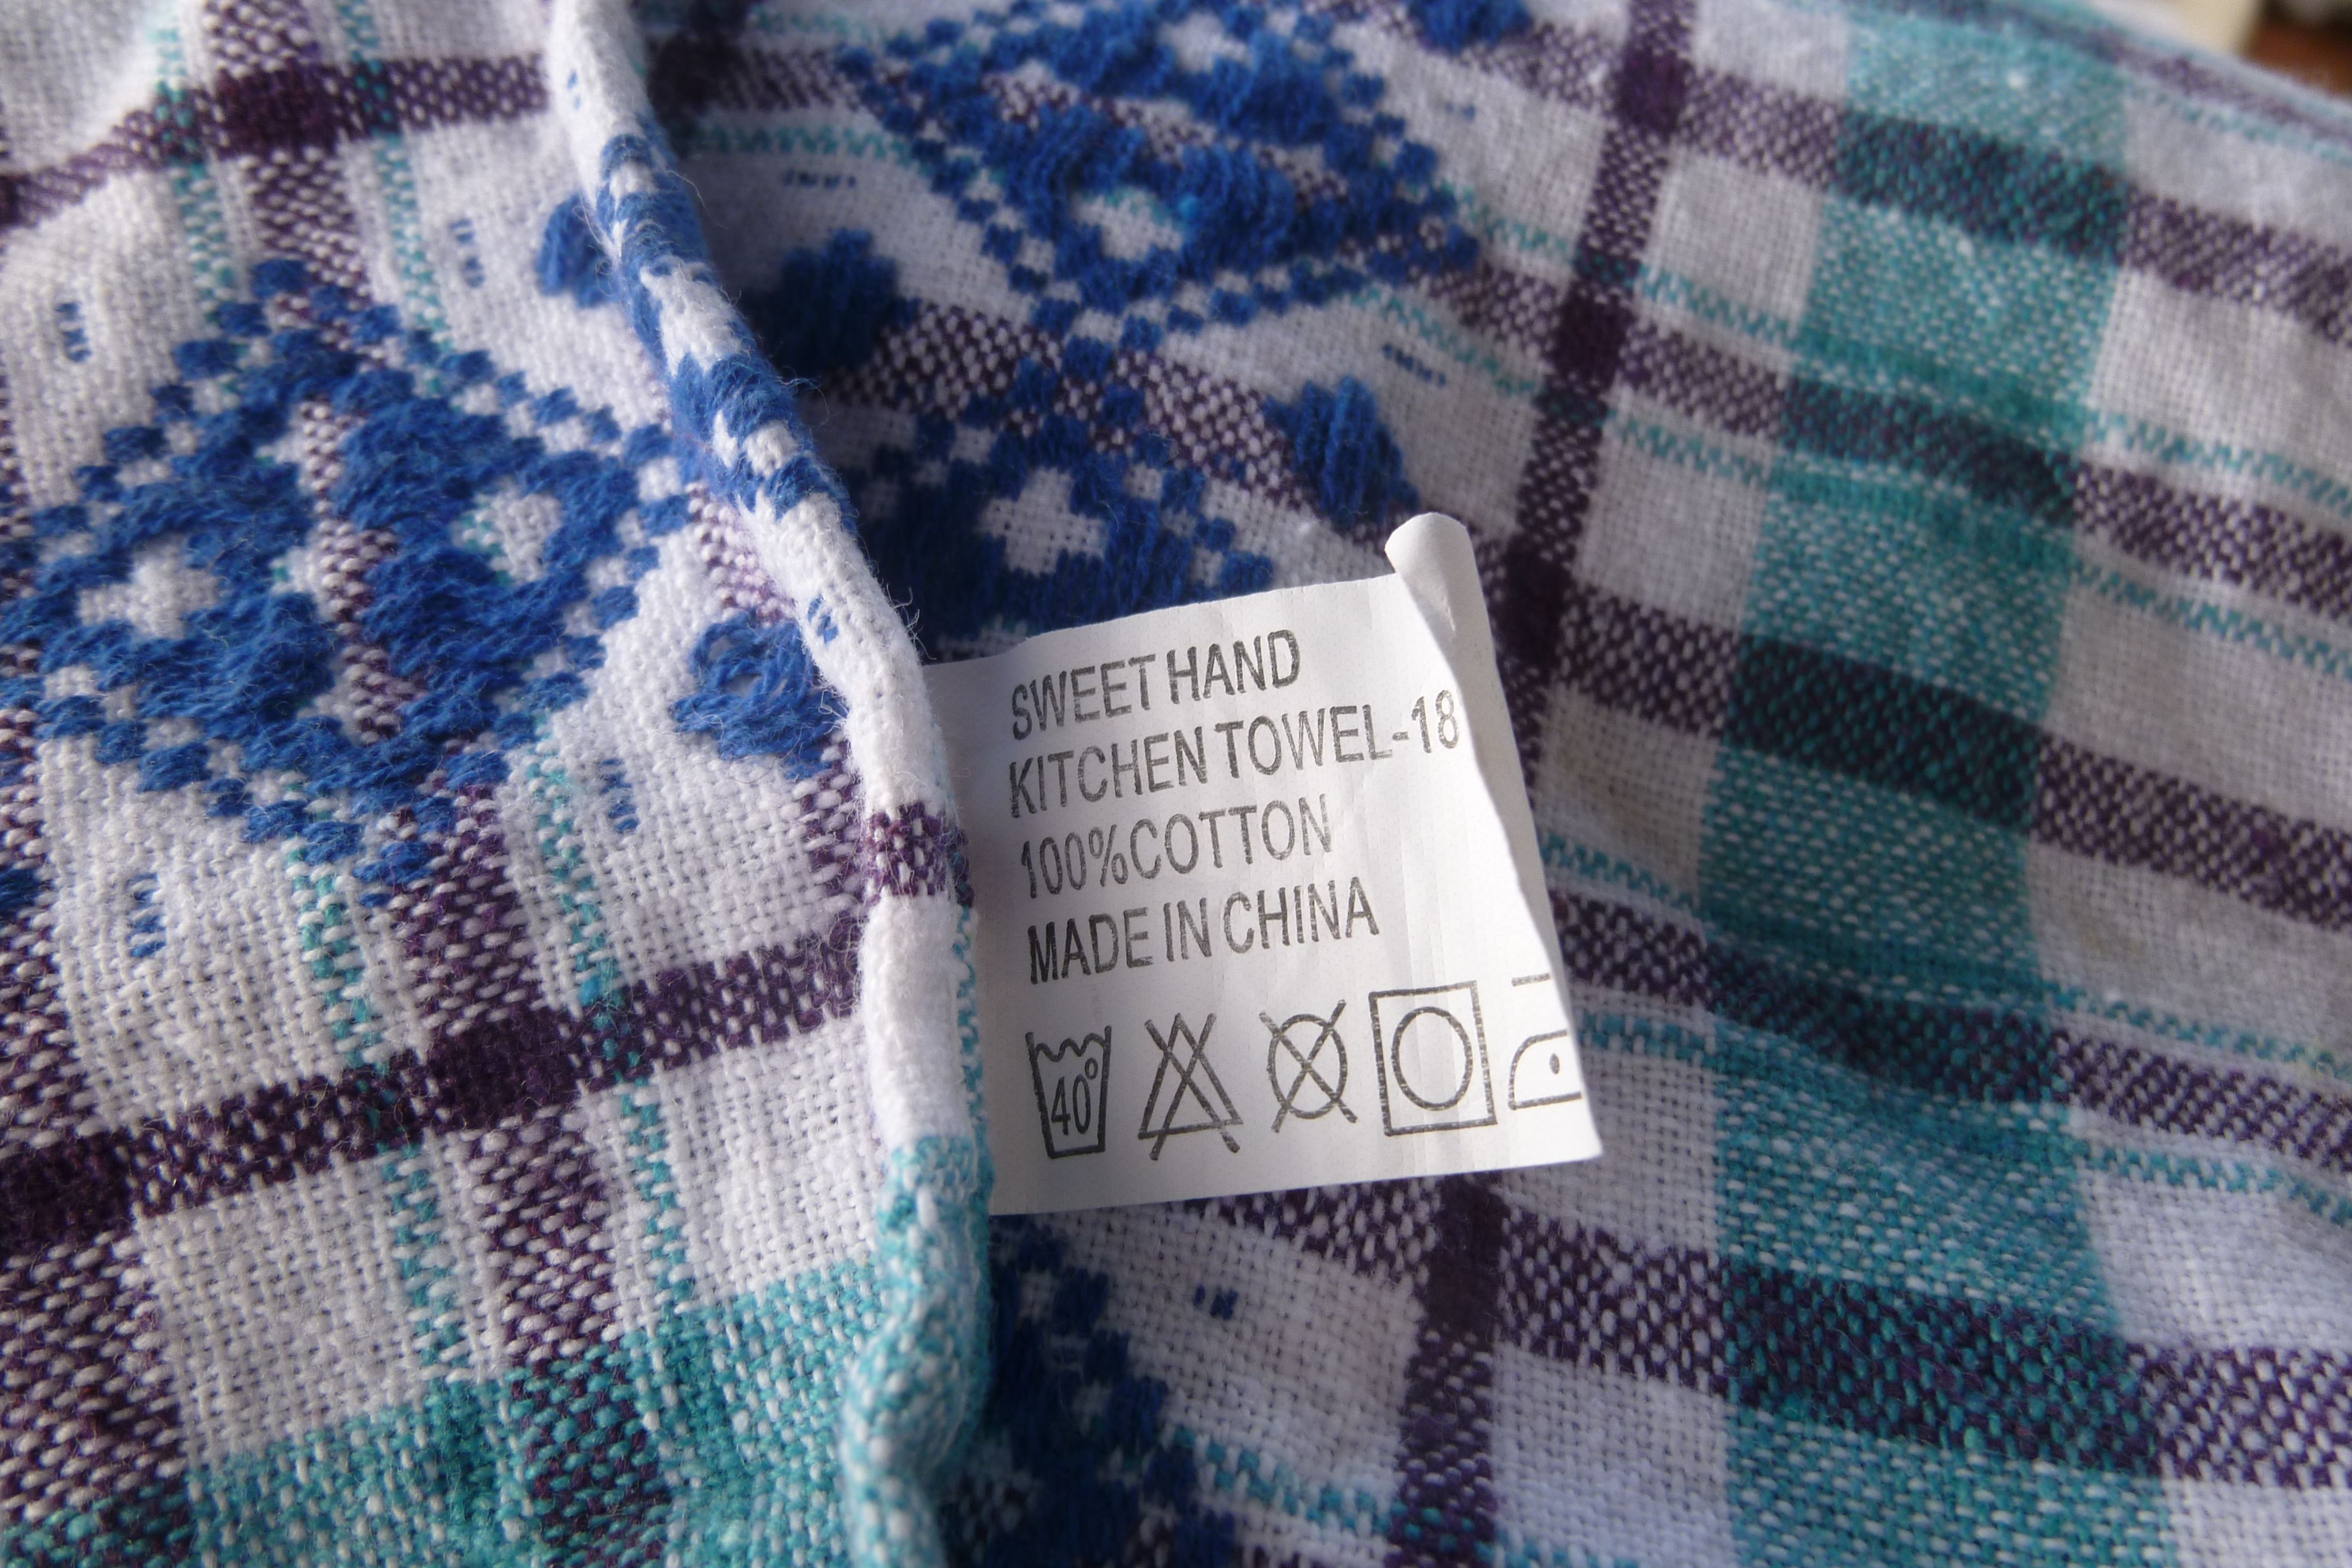 SWEET HAND
KITCHEN TOWEL-18
100%COTTON
MADE IN CHINA
40°